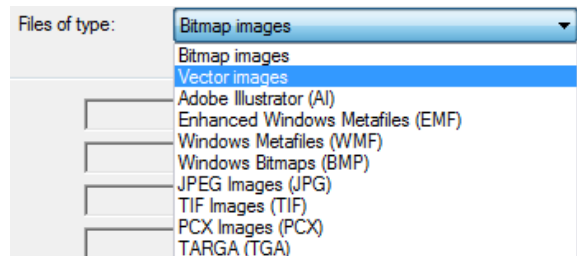 Files of type:
Bitmap images
Bitmap images
Vector images
Adobe Illustrator (AI)
Enhanced Windows Metafiles (EMF)
Windows Metafiles (WMF)
Windows Bitmaps (BMP)
JPEG Images (JPG)
TIF Images (TIF)
PCX Images (PCX)
TARGA (TGA)